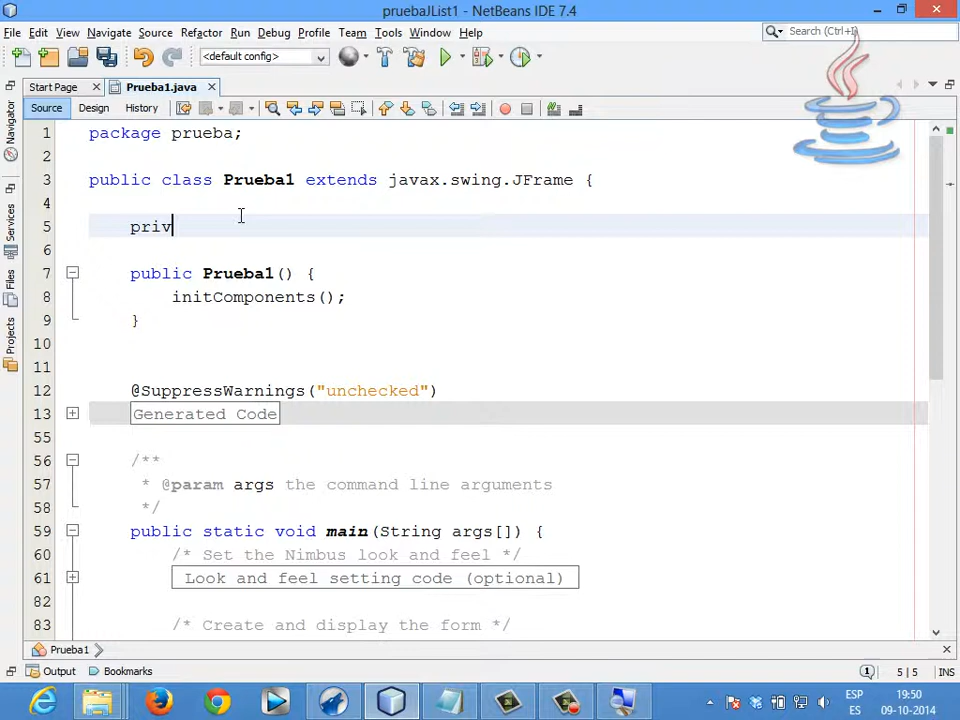 pruebaJList1 - NetBeans IDE 7.4
File Edit View Navigate Source Refactor Run Debug Profile Team Tools Window Help
Search (Ctrl+I)
<default config>
Start Page Prueba1.java
Source Design History
Navigator
Services
Files
Projects
1 package prueba;
2
3 public class Prueba1 extends javax.swing.JFrame {
4
5 priv
6
7 public Prueba1() {
8 initComponents();
9 }
10
11
12 @SuppressWarnings("unchecked")
13 Generated Code
55
56 /**
57 * @param args the command line arguments
58 */
59 public static void main(String args[]) {
60 /* Set the Nimbus look and feel */
61 Look and feel setting code (optional)
82
83 /* Create and display the form */
Prueba1
Output Bookmarks 1 5 | 5 INS
ESP 19:50
ES 09-10-2014